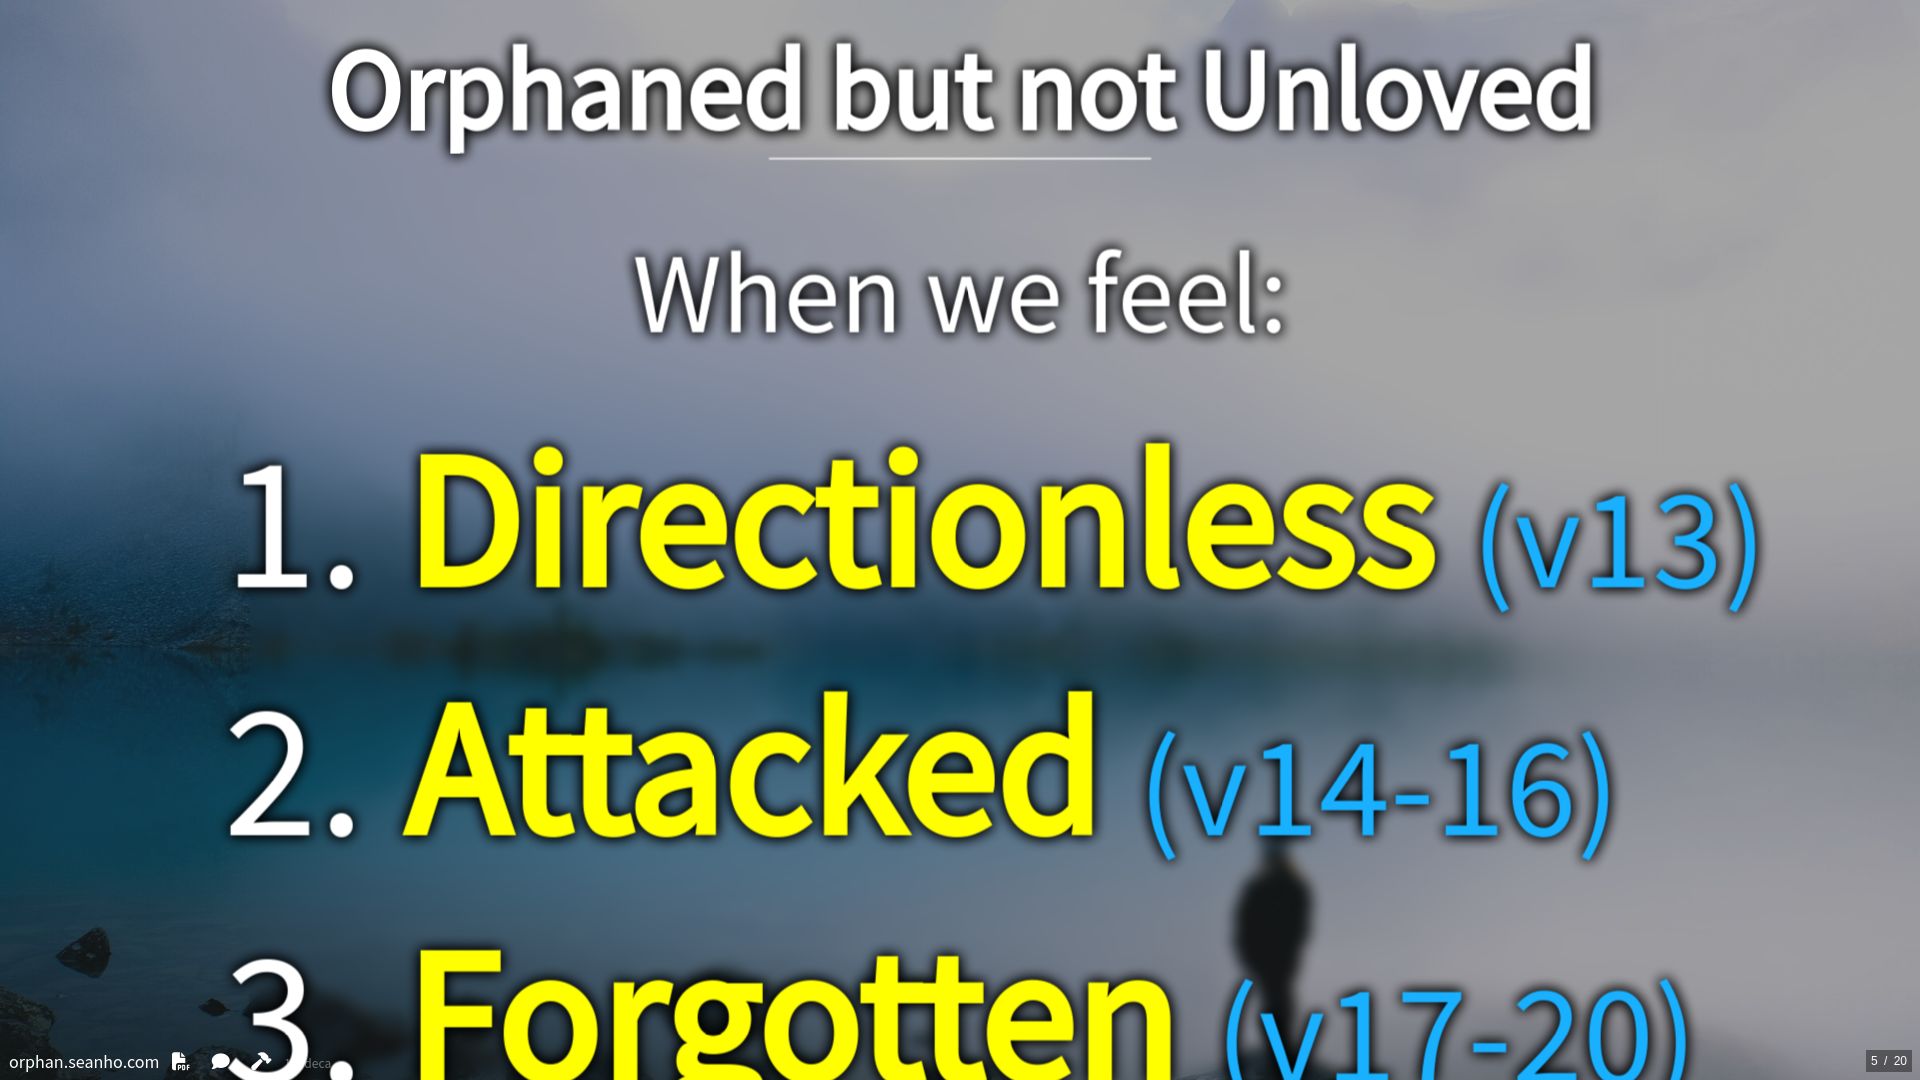 Orphaned but not Unloved
When we feel:
1. Directionless (v13)
2. Attacked (v14-16)
3. Forgotten (v17-20)
orphan.seanho.com
5 / 20